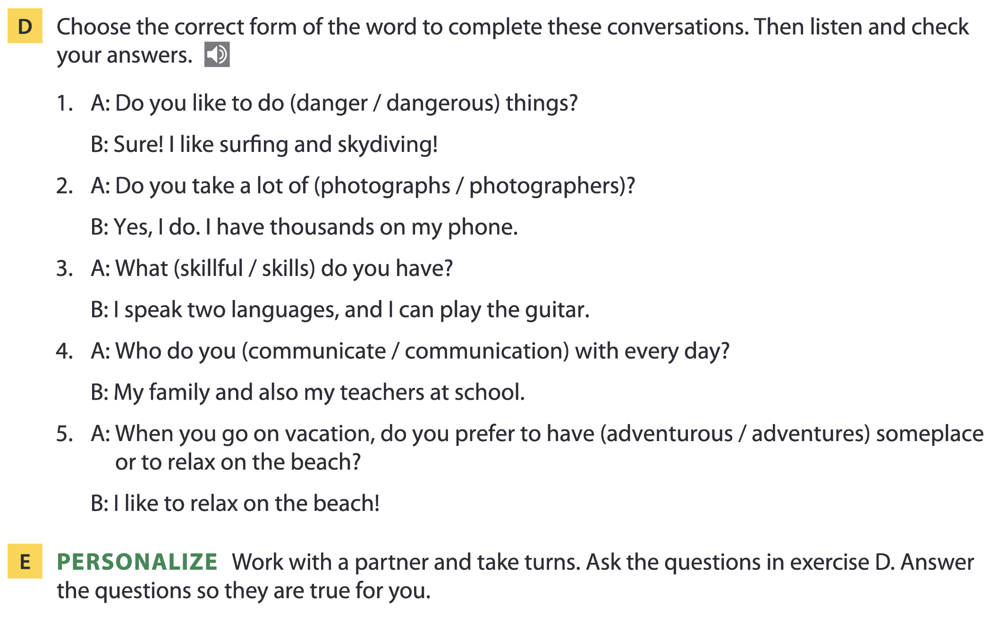 D Choose the correct form of the word to complete these conversations. Then listen and check
your answers.
1. A: Do you like to do (danger / dangerous) things?
B: Sure! I like surfing and skydiving!
2. A: Do you take a lot of (photographs / photographers)?
B: Yes, I do. I have thousands on my phone.
3. A: What (skillful / skills) do you have?
B: I speak two languages, and I can play the guitar.
4. A: Who do you (communicate / communication) with every day?
B: My family and also my teachers at school.
5. A: When you go on vacation, do you prefer to have (adventurous / adventures) someplace
or to relax on the beach?
B: I like to relax on the beach!
E PERSONALIZE Work with a partner and take turns. Ask the questions in exercise D. Answer
the questions so they are true for you.